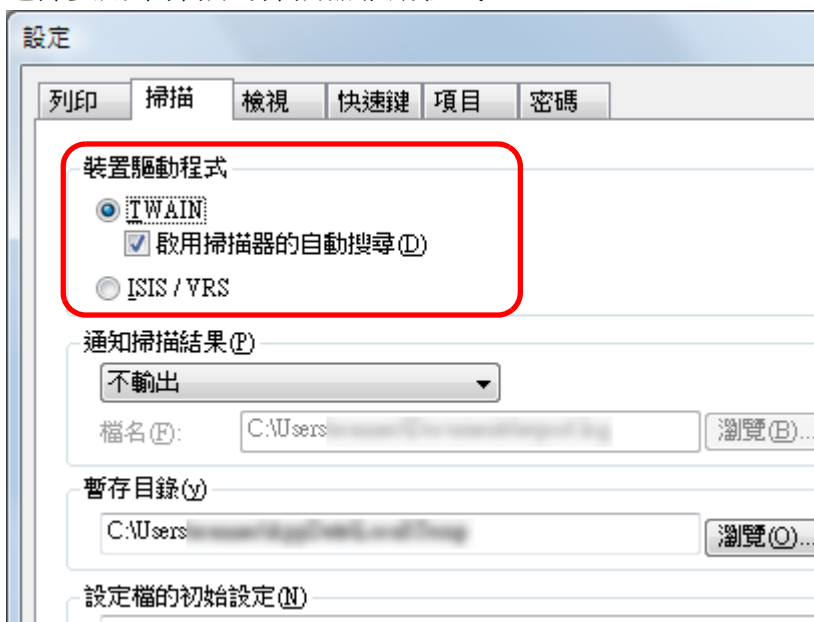 設定
列印 掃描 檢視 快速鍵 項目 密碼
裝置驅動程式
TWAIN
啟用掃描器的自動搜尋(D)
ISIS / VRS
通知掃描結果(P)
不輸出
檔名(F): C:\Users 瀏覽(B)...
暫存目錄(y)
C:\Users 瀏覽(O)...
設定檔的初始設定(N)